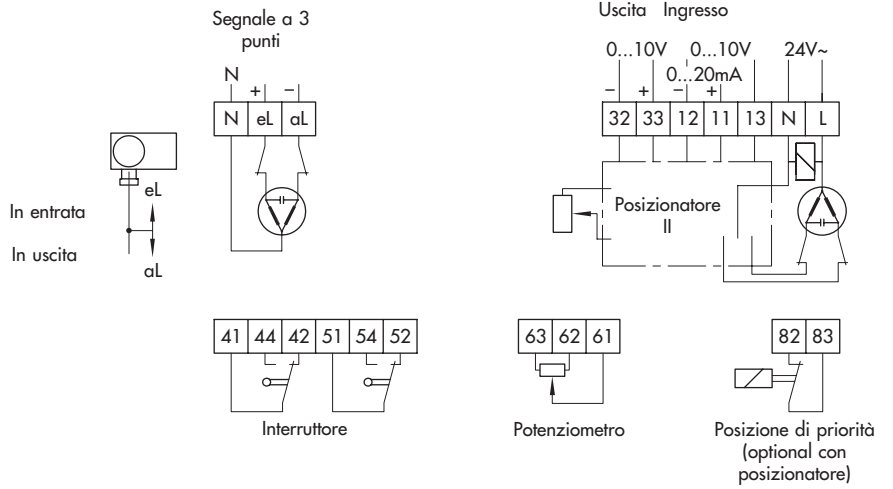 Segnale a 3
punti
N
+ −
N eL aL
eL
In entrata
In uscita
aL
Uscita Ingresso
0...10V 0...10V 24V~
0...20mA
− + − +
32 33 12 11 13 N L
Posizionatore
II
41 44 42 51 54 52
Interruttore
63 62 61
Potenziometro
82 83
Posizione di priorità
(optional con
posizionatore)